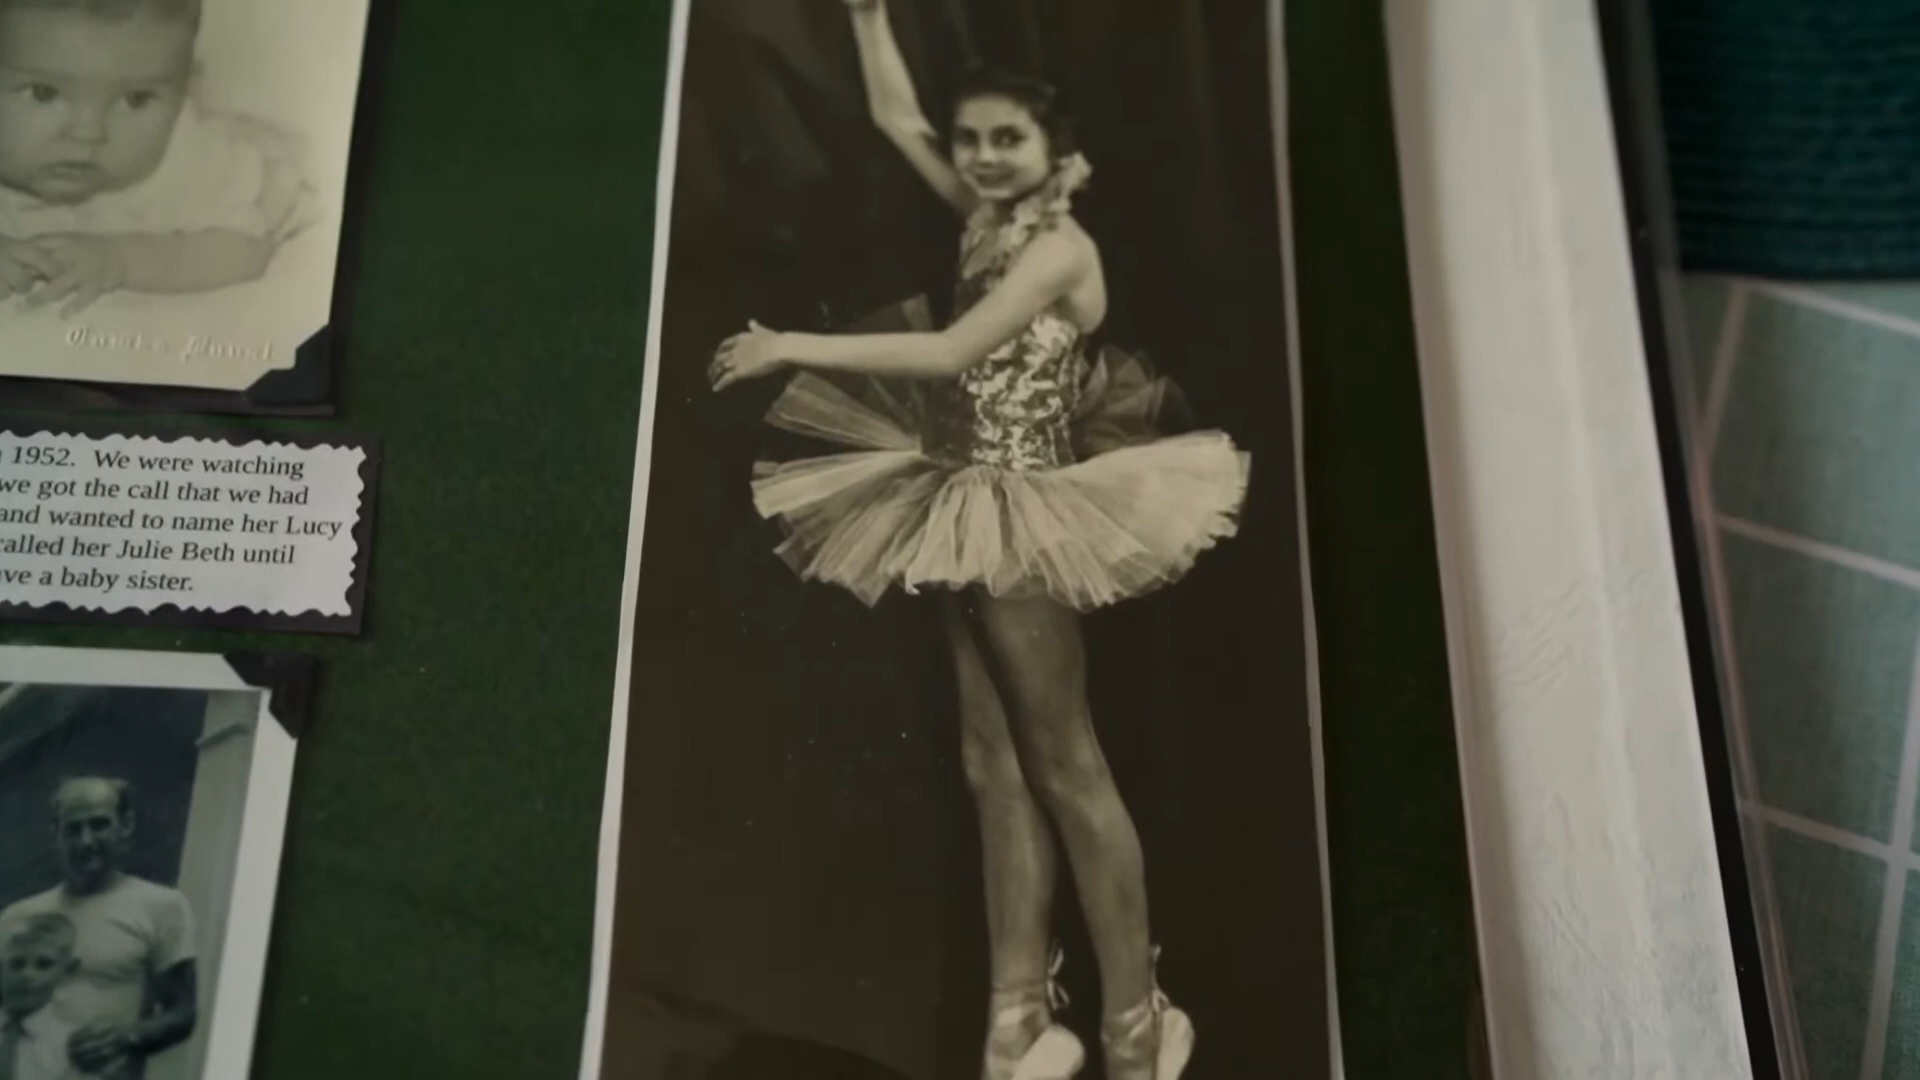 1952. We were watching
we got the call that we had
and wanted to name her Lucy
called her Julie Beth until
ve a baby sister.